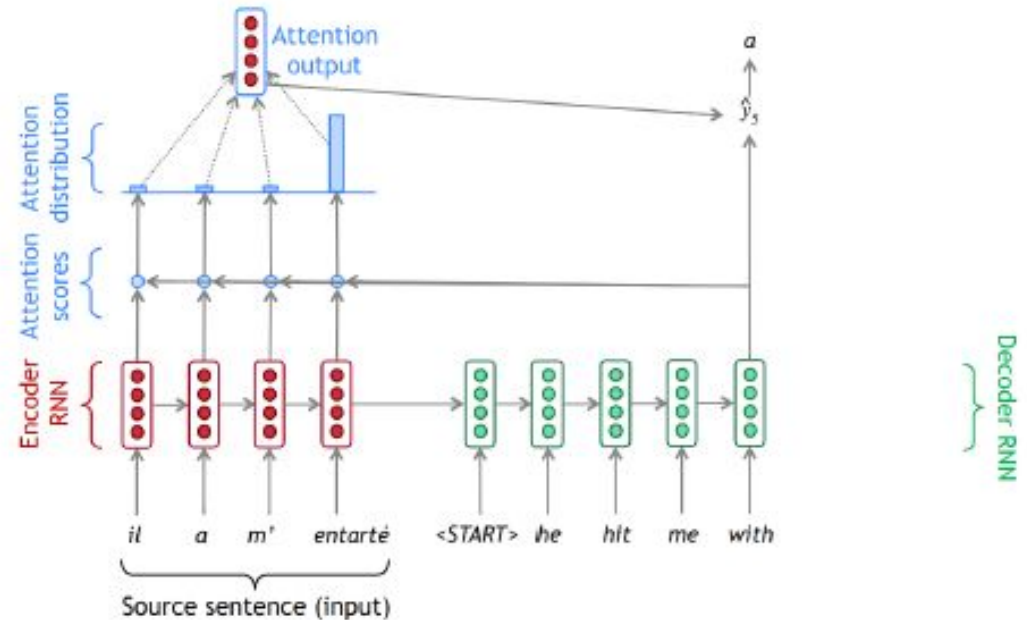 Attention
output
a
ŷ₅
Attention
distribution
Attention
scores
Encoder
RNN
Decoder RNN
il a m' entarté <START> he hit me with
Source sentence (input)